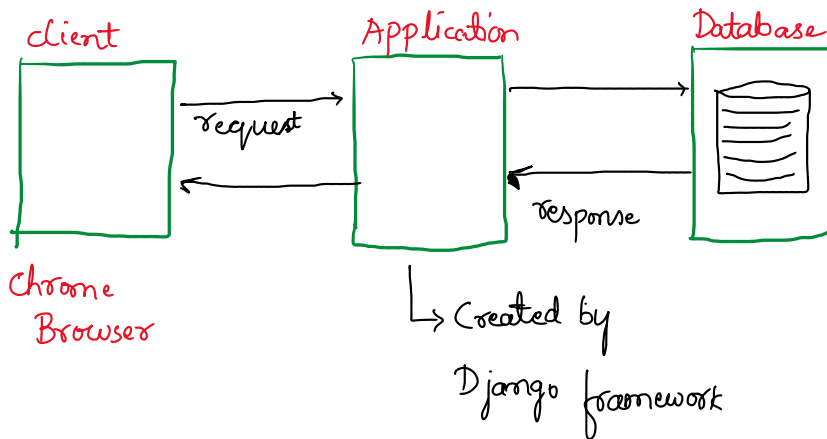 client
Application
Database
request
response
Chrome
Browser
Created by
Django framework